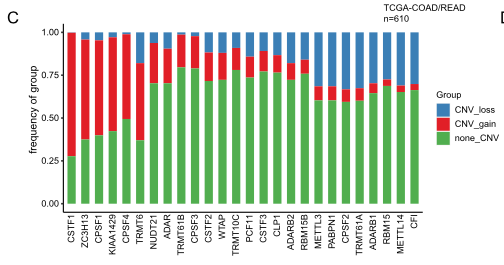 C
TCGA-COAD/READ
n=610
frequency of group
1.00
0.75
0.50
0.25
0.00
Group
CNV_loss
CNV_gain
none_CNV
CSTF1
ZC3H13
CPSF1
KIAA1429
CPSF4
TRMT6
NUDT21
ADAR
TRMT61B
CPSF3
CSTF2
WTAP
TRMT10C
PCF11
CSTF3
CLP1
ADARB2
RBM15B
METTL3
PABPN1
CPSF2
TRMT61A
ADARB1
RBM15
METTL14
CFI